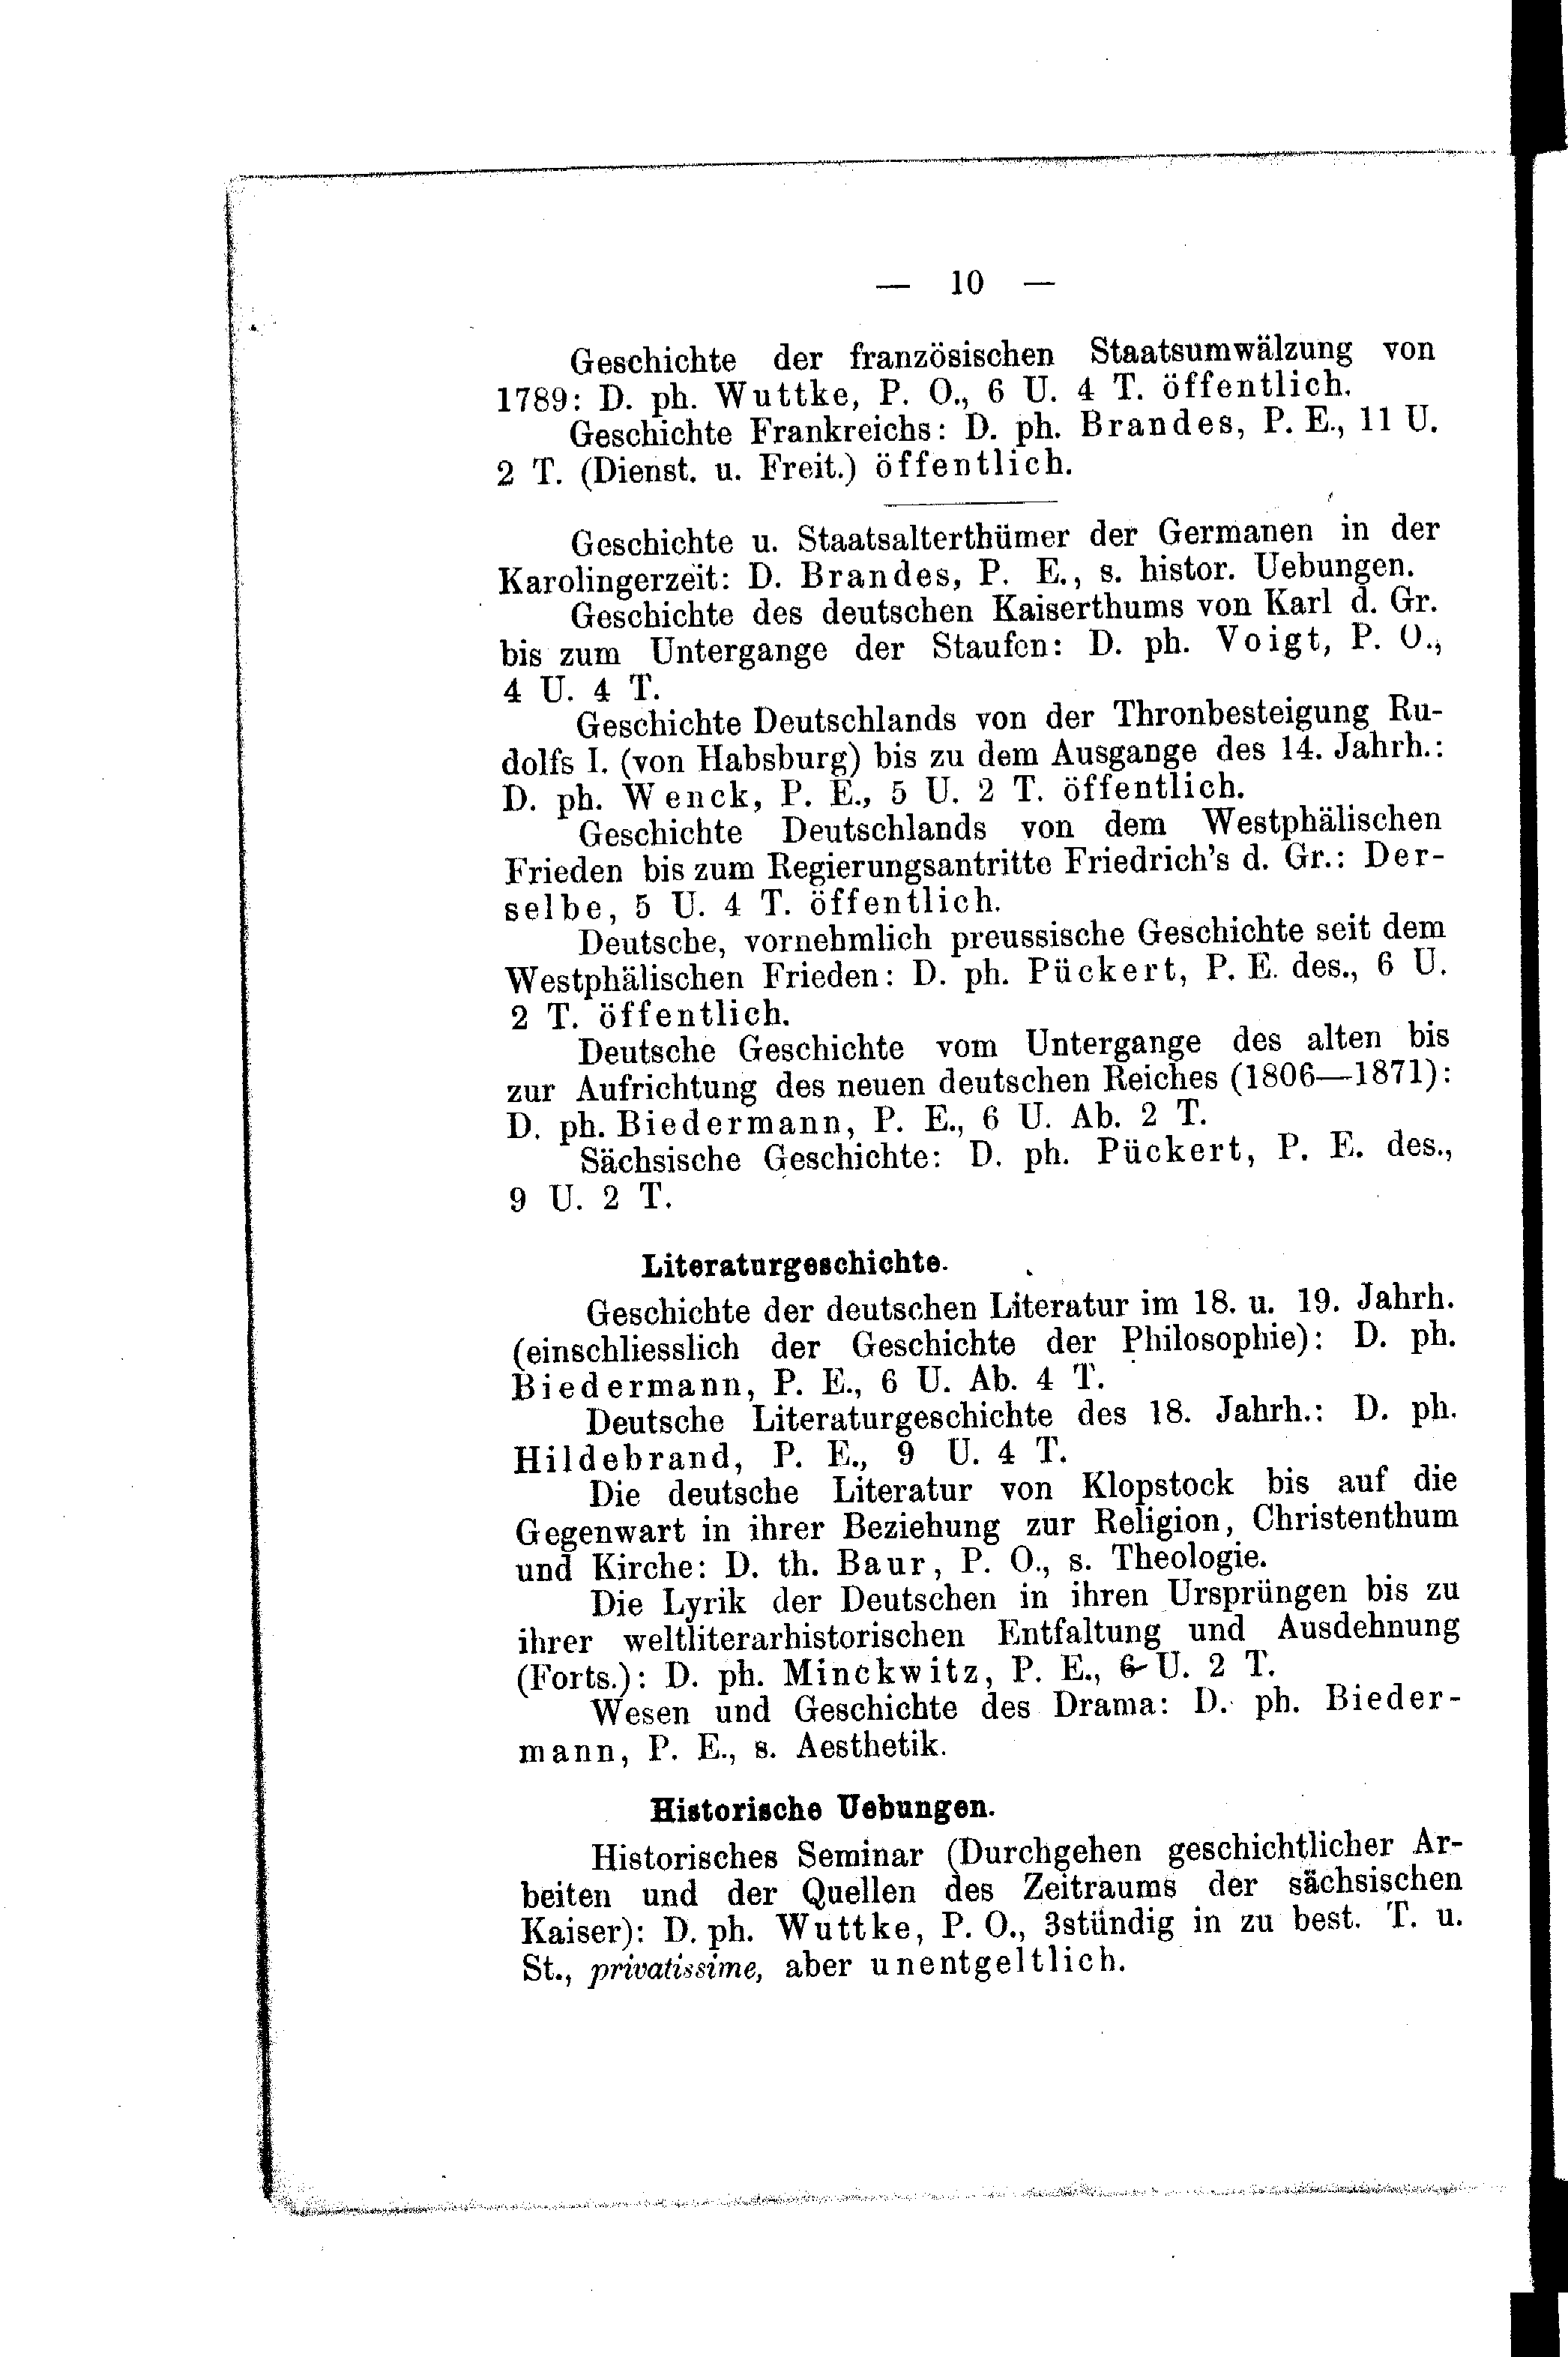 — 10 —
Geschichte der französischen Staatsumwälzung von
1789: D. ph. Wuttke, P. O., 6 U. 4 T. öffentlich.
Geschichte Frankreichs: D. ph. Brandes, P. E., 11 U.
2 T. (Dienst. u. Freit.) öffentlich.
Geschichte u. Staatsalterthümer der Germanen in der
Karolingerzeit: D. Brandes, P. E., s. histor. Uebungen.
Geschichte des deutschen Kaiserthums von Karl d. Gr.
bis zum Untergange der Staufen: D. ph. Voigt, P. O.,
4 U. 4 T.
Geschichte Deutschlands von der Thronbesteigung Ru-
dolfs I. (von Habsburg) bis zu dem Ausgange des 14. Jahrh.:
D. ph. Wenck, P. E., 5 U. 2 T. öffentlich.
Geschichte Deutschlands von dem Westphälischen
Frieden bis zum Regierungsantritte Friedrich's d. Gr.: Der-
selbe, 5 U. 4 T. öffentlich.
Deutsche, vornehmlich preussische Geschichte seit dem
Westphälischen Frieden: D. ph. Pückert, P. E. des., 6 U.
2 T. öffentlich.
Deutsche Geschichte vom Untergange des alten bis
zur Aufrichtung des neuen deutschen Reiches (1806—1871):
D. ph. Biedermann, P. E., 6 U. Ab. 2 T.
Sächsische Geschichte: D. ph. Pückert, P. E. des.,
9 U. 2 T.
Literaturgeschichte.
Geschichte der deutschen Literatur im 18. u. 19. Jahrh.
(einschliesslich der Geschichte der Philosophie): D. ph.
Biedermann, P. E., 6 U. Ab. 4 T.
Deutsche Literaturgeschichte des 18. Jahrh.: D. ph.
Hildebrand, P. E., 9 U. 4 T.
Die deutsche Literatur von Klopstock bis auf die
Gegenwart in ihrer Beziehung zur Religion, Christenthum
und Kirche: D. th. Baur, P. O., s. Theologie.
Die Lyrik der Deutschen in ihren Ursprüngen bis zu
ihrer weltliterarhistorischen Entfaltung und Ausdehnung
(Forts.): D. ph. Minckwitz, P. E., 6 U. 2 T.
Wesen und Geschichte des Drama: D. ph. Bieder-
mann, P. E., s. Aesthetik.
Historische Uebungen.
Historisches Seminar (Durchgehen geschichtlicher Ar-
beiten und der Quellen des Zeitraums der sächsischen
Kaiser): D. ph. Wuttke, P. O., 3stündig in zu best. T. u.
St., privatissime, aber unentgeltlich.